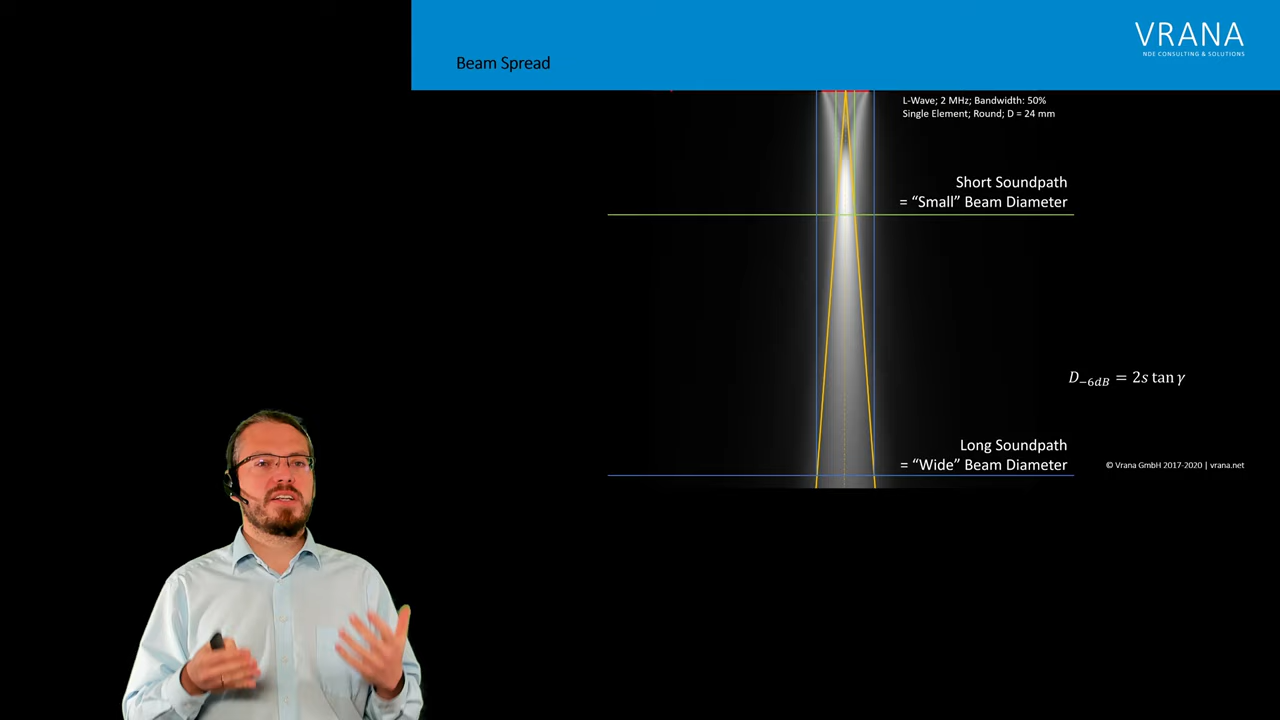 VRANA
NDE CONSULTING & SOLUTIONS
Beam Spread
L-Wave; 2 MHz; Bandwidth: 50%
Single Element; Round; D = 24 mm
Short Soundpath
= “Small” Beam Diameter
D₋₆dB = 2s tan γ
Long Soundpath
= “Wide” Beam Diameter
© Vrana GmbH 2017-2020 | vrana.net